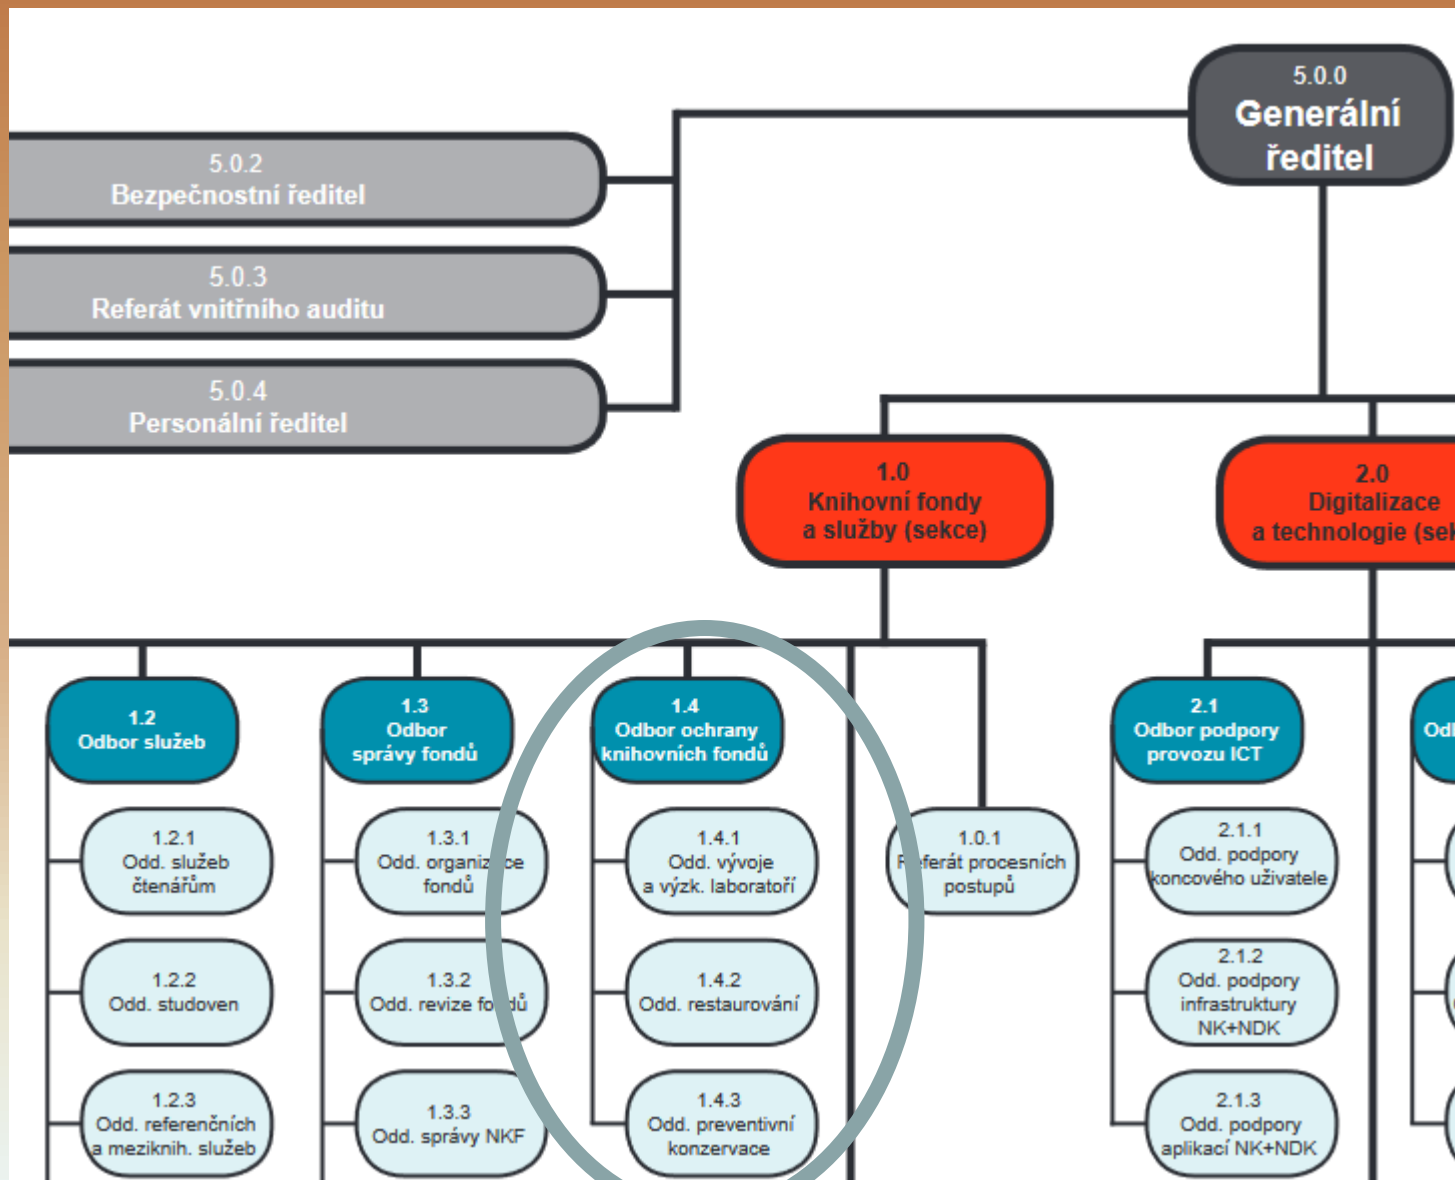 5.0.0
Generální
ředitel
5.0.2
Bezpečnostní ředitel
5.0.3
Referát vnitřního auditu
5.0.4
Personální ředitel
1.0
Knihovní fondy
a služby (sekce)
2.0
Digitalizace
a technologie
1.2
Odbor služeb
1.3
Odbor
správy fondů
1.4
Odbor ochrany
knihovních fondů
2.1
Odbor podpory
provozu ICT
1.2.1
Odd. služeb
čtenářům
1.3.1
Odd. organizace
fondů
1.4.1
Odd. vývoje
a výzk. laboratoří
1.0.1
Referát procesních
postupů
2.1.1
Odd. podpory
koncového uživatele
1.2.2
Odd. studoven
1.3.2
Odd. revize fondů
1.4.2
Odd. restaurování
2.1.2
Odd. podpory
infrastruktury
NK+NDK
1.2.3
Odd. referenčních
a meziknih. služeb
1.3.3
Odd. správy NKF
1.4.3
Odd. preventivní
konzervace
2.1.3
Odd. podpory
aplikací NK+NDK